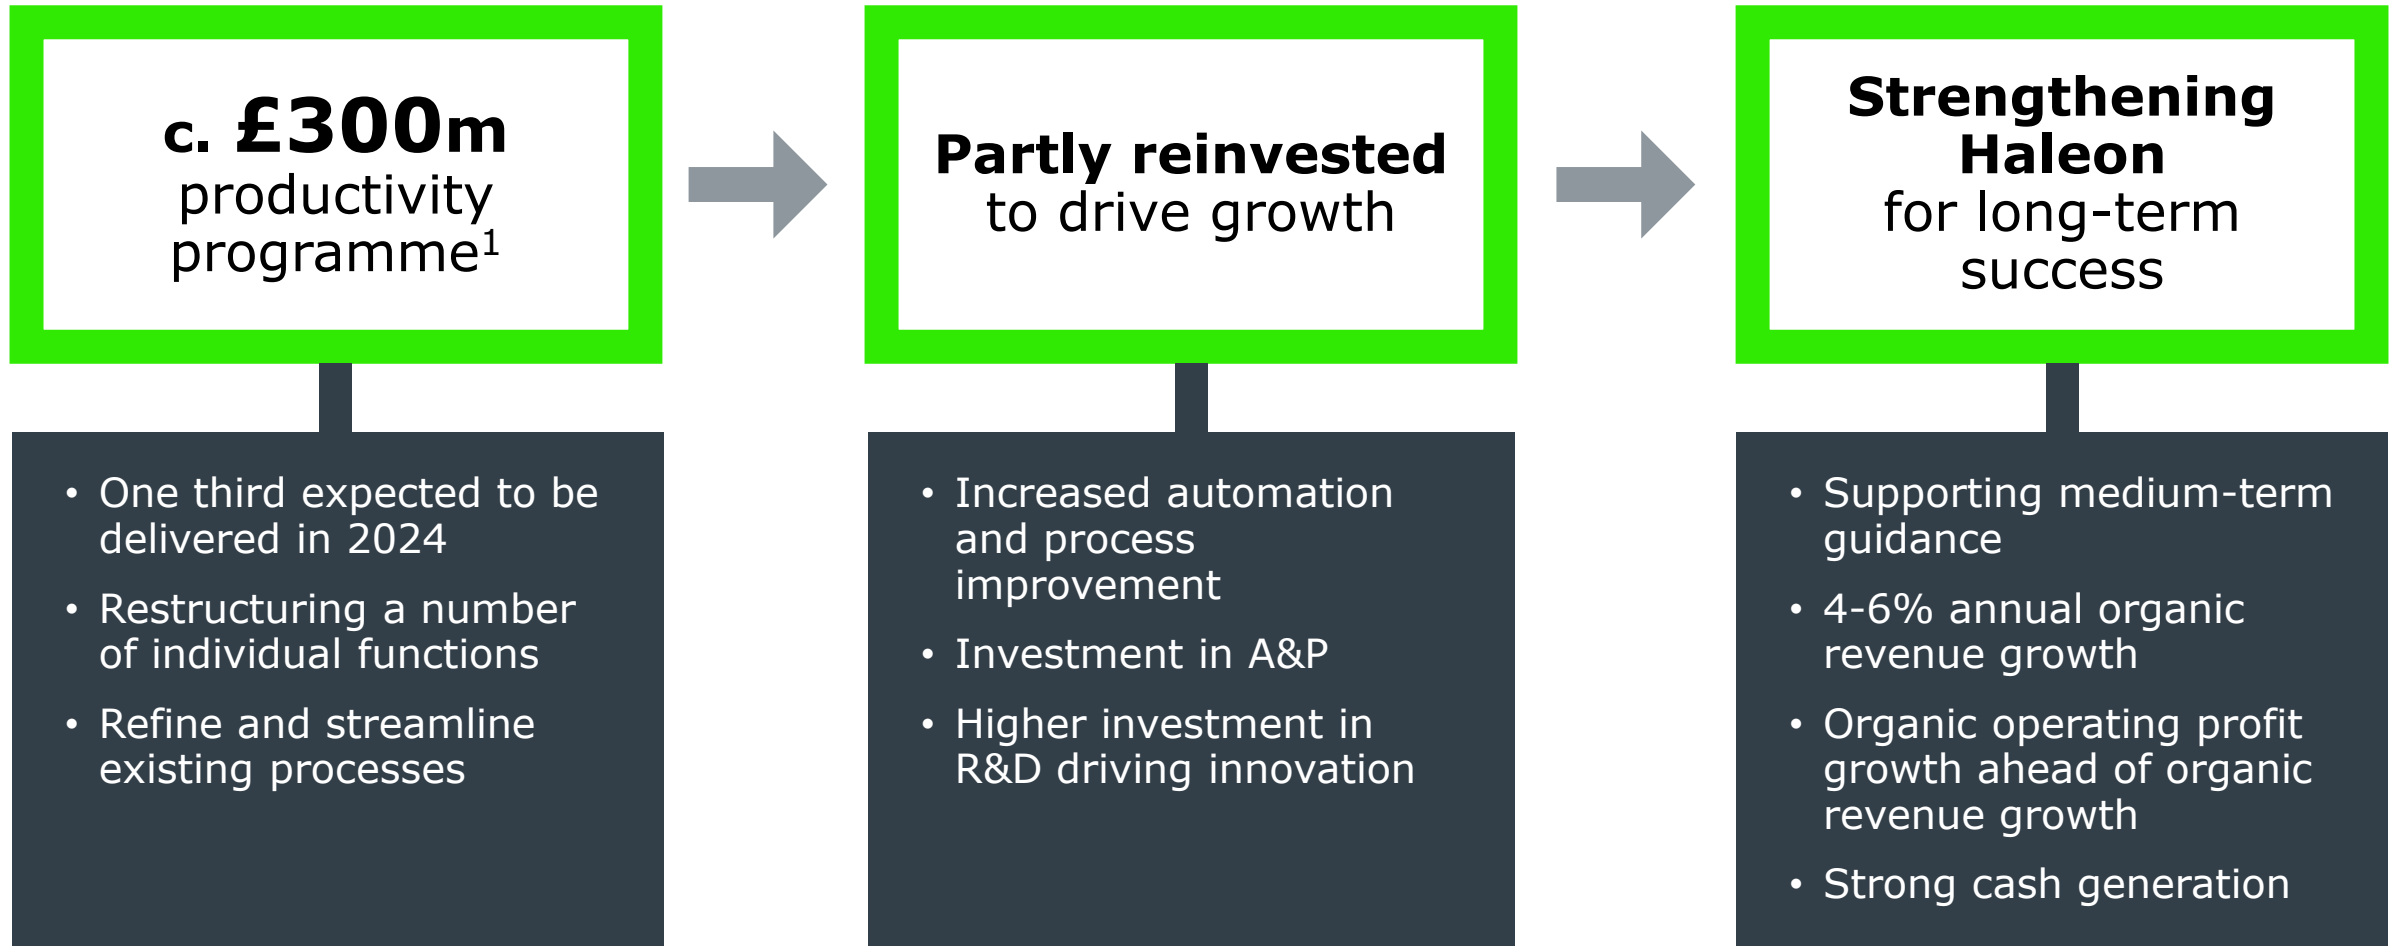 c. £300m
productivity
programme¹
Partly reinvested
to drive growth
Strengthening
Haleon
for long-term
success
• One third expected to be
delivered in 2024
• Restructuring a number
of individual functions
• Refine and streamline
existing processes
• Increased automation
and process
improvement
• Investment in A&P
• Higher investment in
R&D driving innovation
• Supporting medium-term
guidance
• 4-6% annual organic
revenue growth
• Organic operating profit
growth ahead of organic
revenue growth
• Strong cash generation